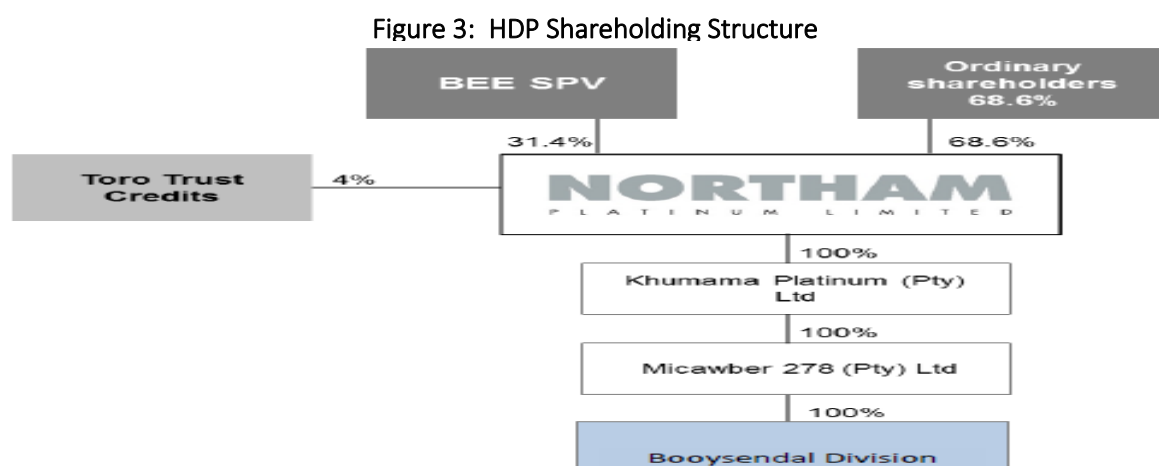 Figure 3: HDP Shareholding Structure
BEE SPV
Ordinary
shareholders
68.6%
31.4%
68.6%
Toro Trust
Credits
4%
NORTHAM
PLATINUM LIMITED
100%
Khumama Platinum (Pty)
Ltd
100%
Micawber 278 (Pty) Ltd
100%
Booysendal Division